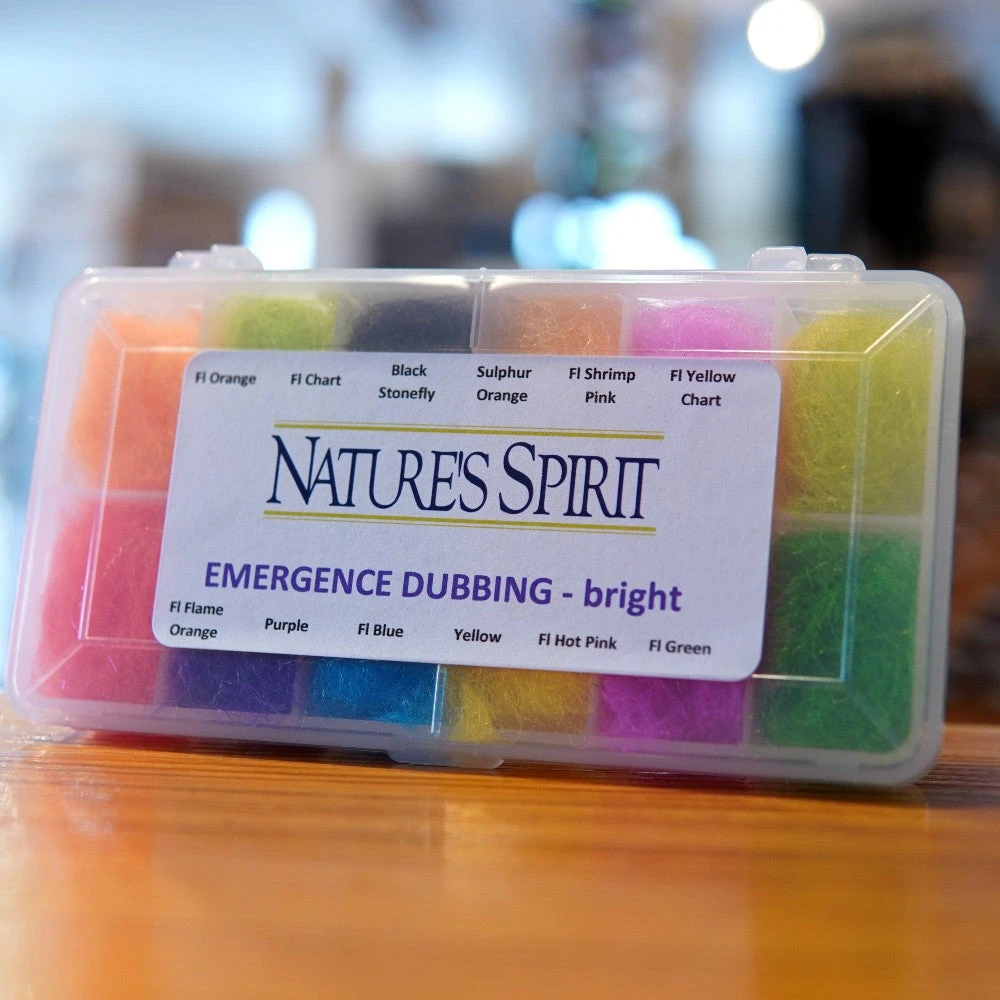 Fl Orange Fl Chart Black Stonefly Sulphur Orange Fl Shrimp Pink Fl Yellow Chart
NATURE'S SPIRIT
EMERGENCE DUBBING - bright
Fl Flame Orange Purple Fl Blue Yellow Fl Hot Pink Fl Green